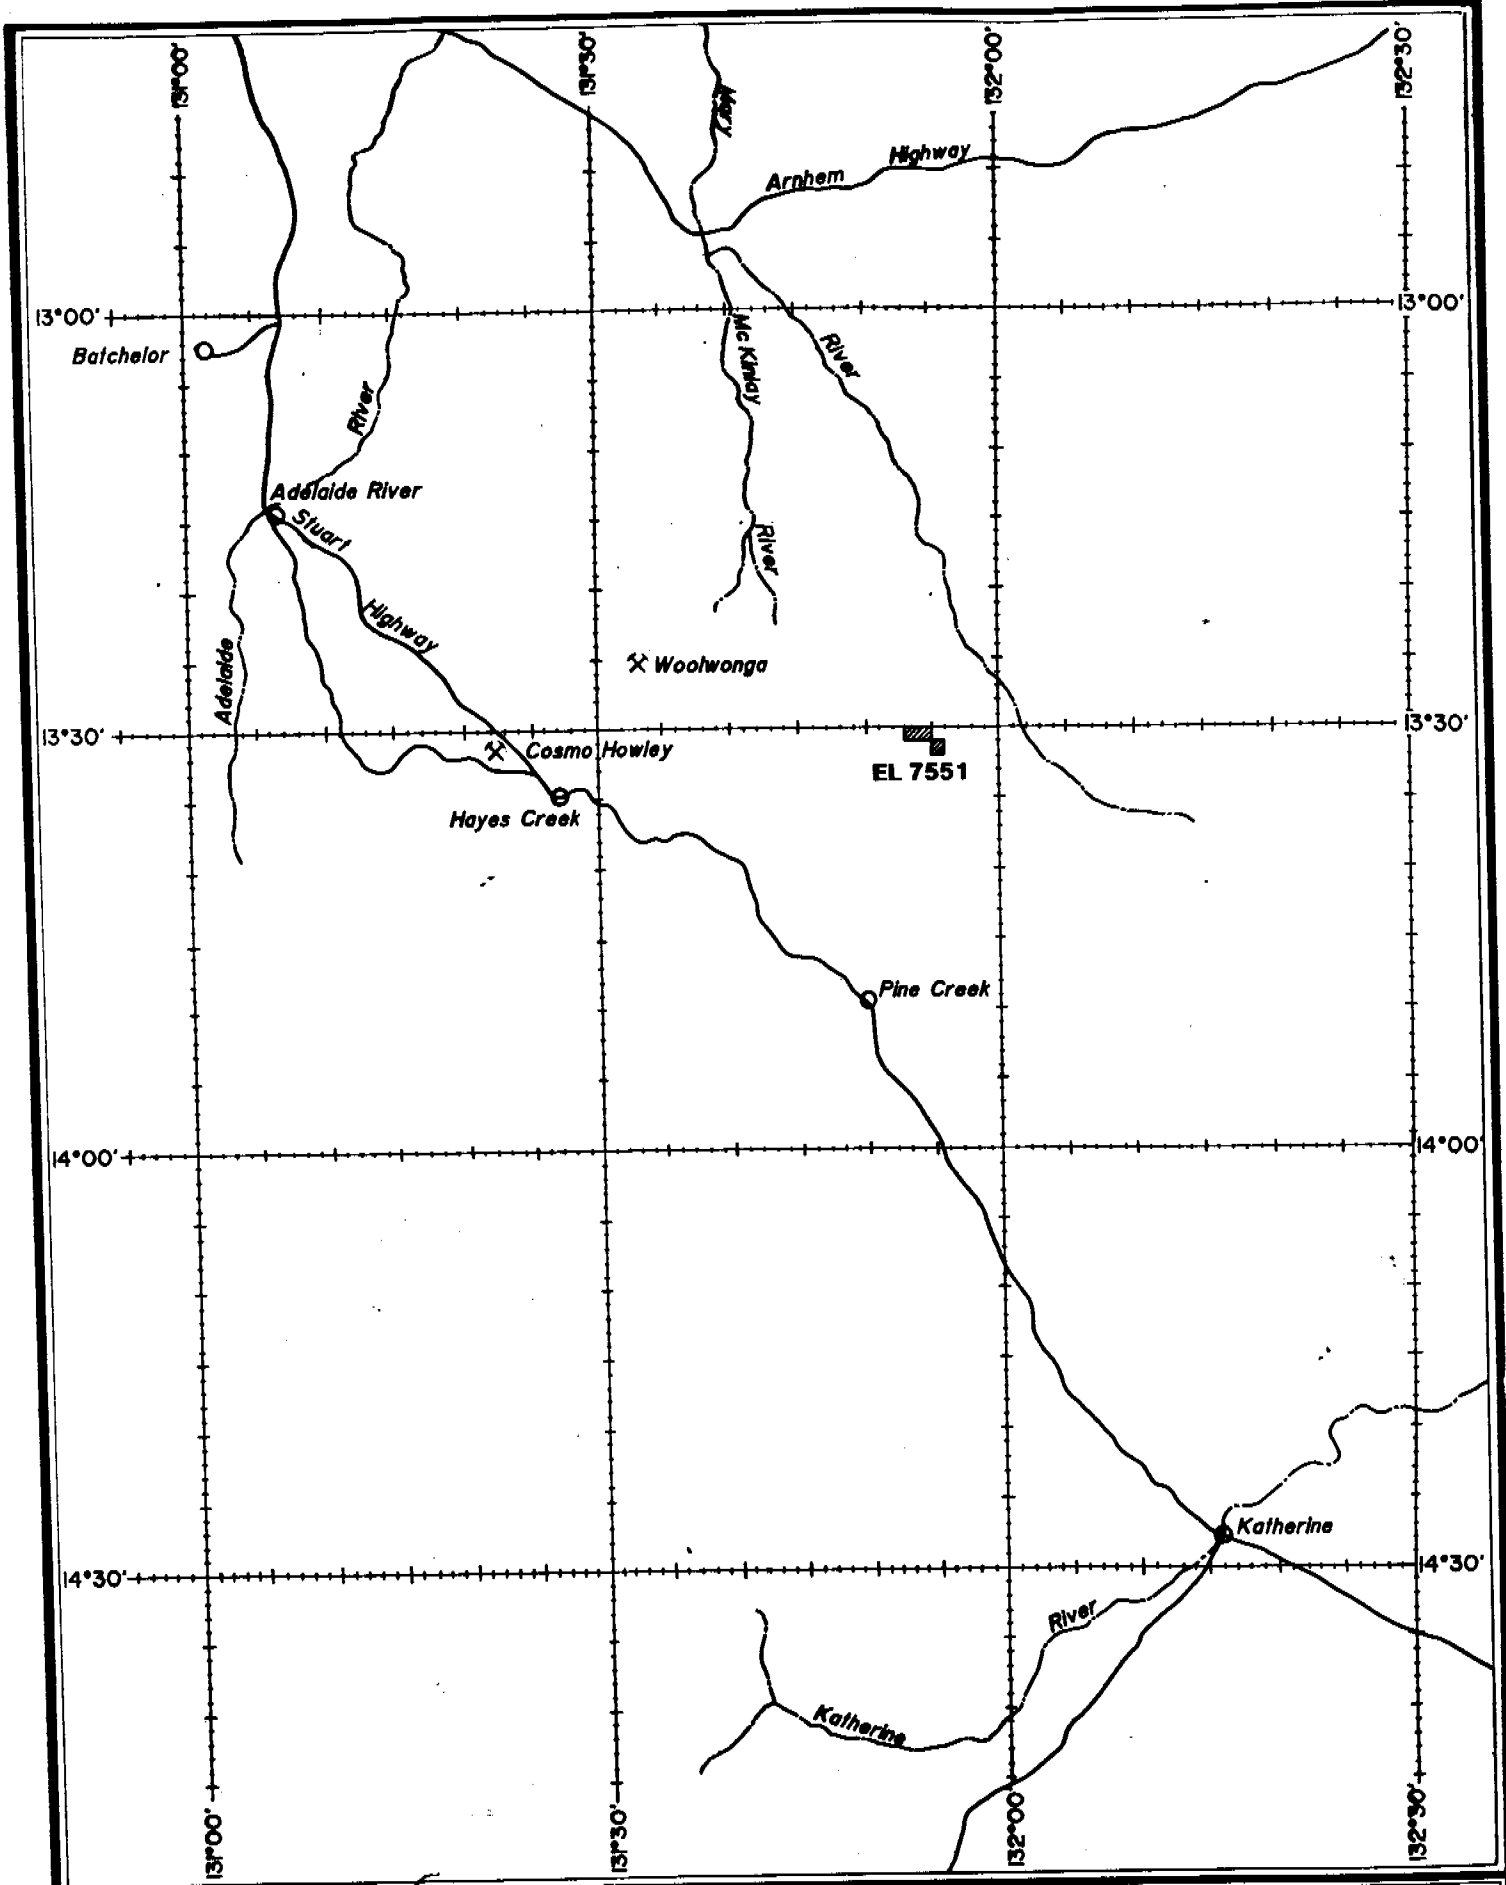 131°00'
131°30'
132°00'
132°30'
Mary
Highway
Arnhem
13°00'
13°00'
Batchelor
Mc Kinlay
River
River
Adelaide River
Stuart
River
Highway
Adelaide
Woolwonga
13°30'
13°30'
Cosmo Howley
EL 7551
Hayes Creek
Pine Creek
14°00'
14°00'
Katherine
14°30'
14°30'
River
Katherine
131°00'
131°30'
132°00'
132°30'